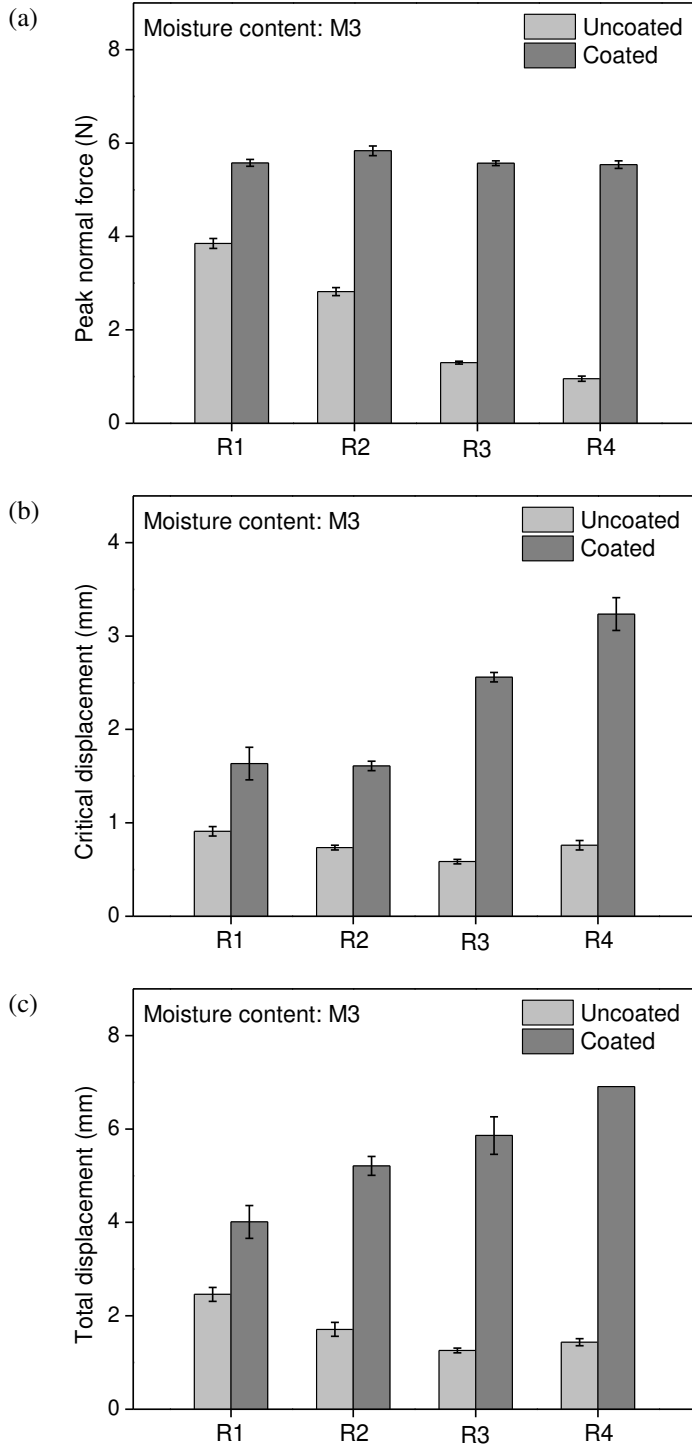 (a)
Moisture content: M3
Uncoated
Coated
Peak normal force (N)
8
6
4
2
0
R1 R2 R3 R4
(b)
Moisture content: M3
Uncoated
Coated
Critical displacement (mm)
4
3
2
1
0
R1 R2 R3 R4
(c)
Moisture content: M3
Uncoated
Coated
Total displacement (mm)
8
6
4
2
0
R1 R2 R3 R4